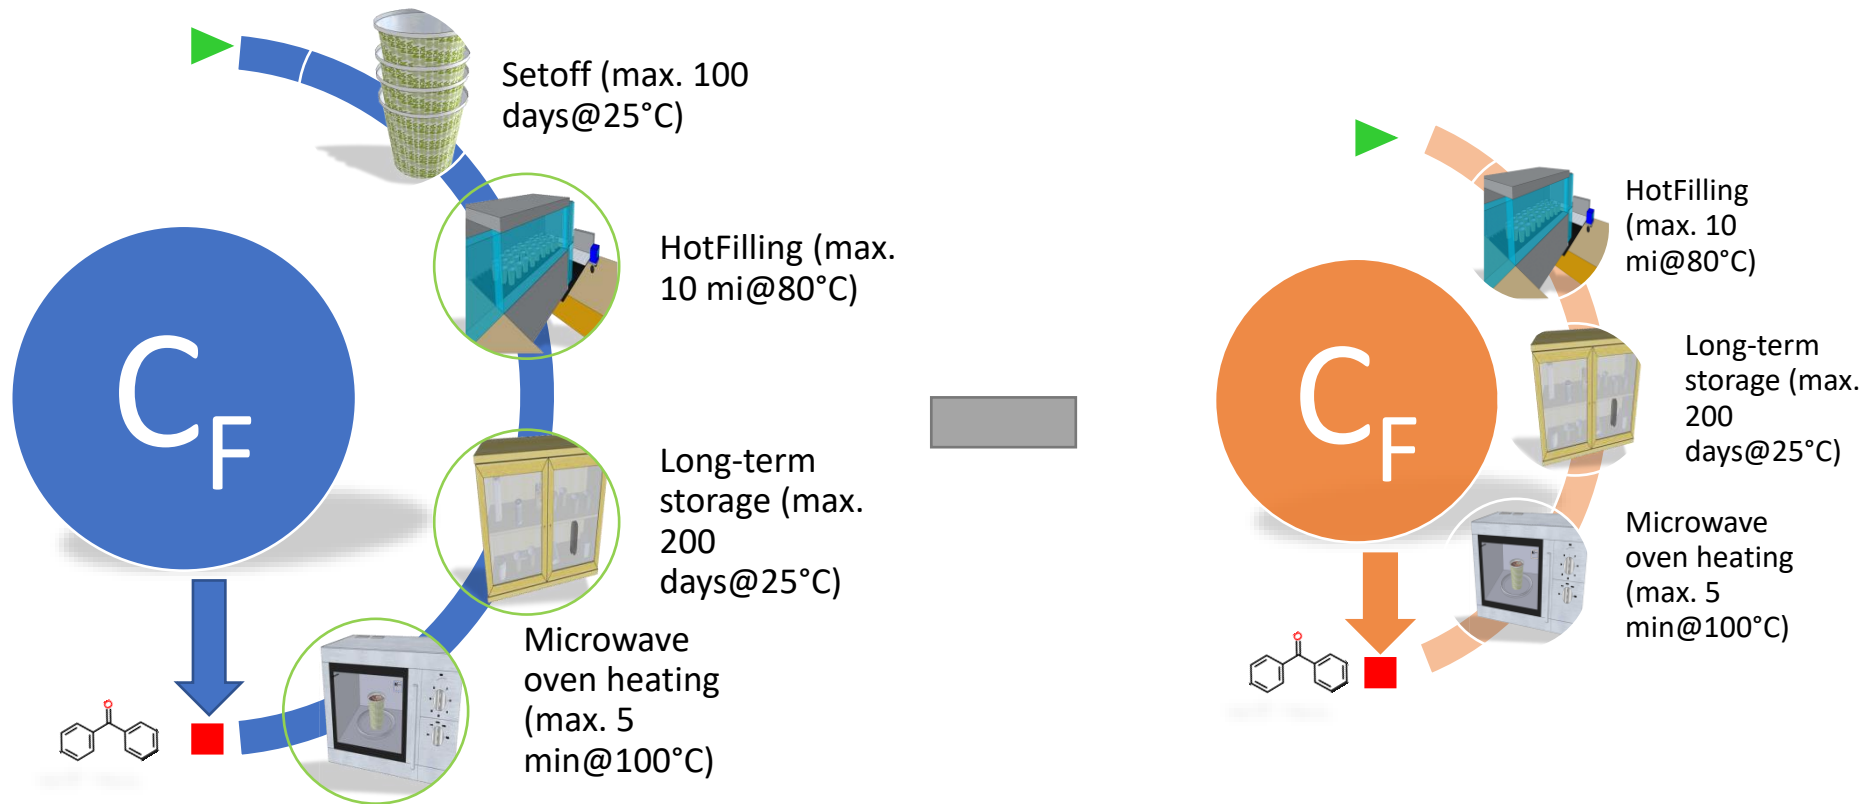 Setoff (max. 100
days@25°C)
HotFilling (max.
10 mi@80°C)
C
F
Long-term
storage (max.
200
days@25°C)
Microwave
oven heating
(max. 5
min@100°C)
O
HotFilling
(max. 10
mi@80°C)
C
F
Long-term
storage (max.
200
days@25°C)
Microwave
oven heating
(max. 5
min@100°C)
O